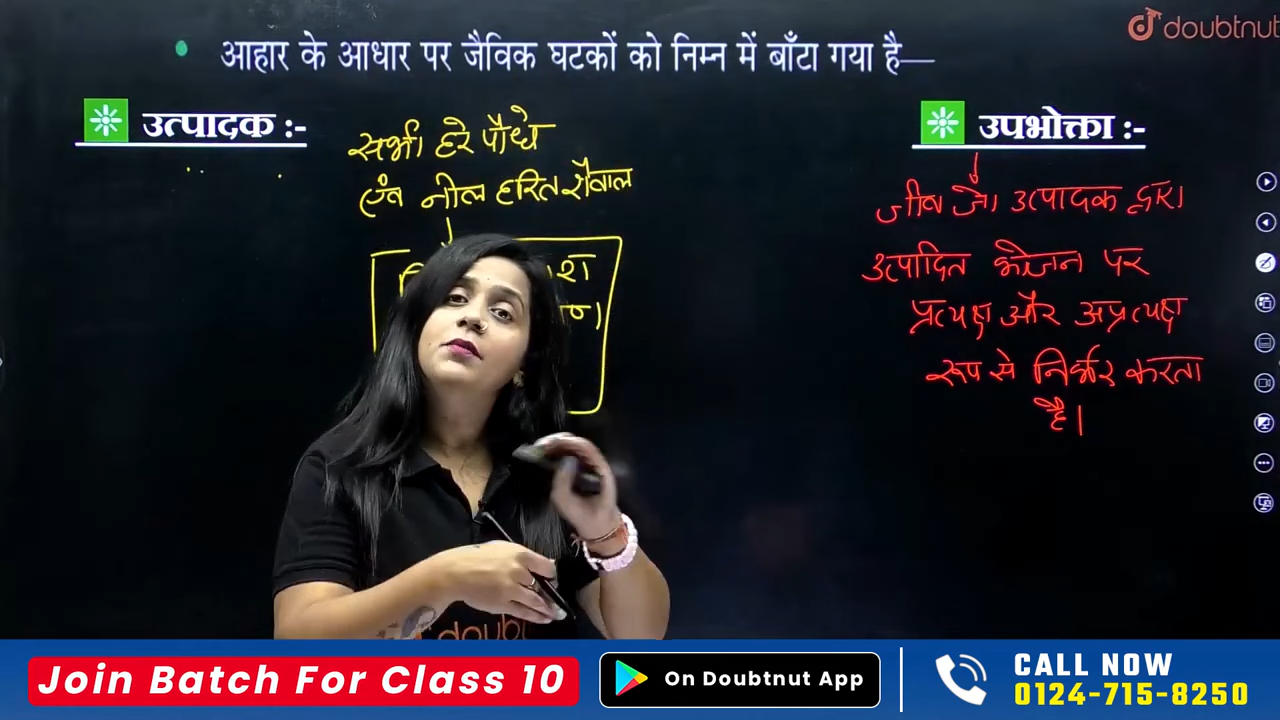 doubtnut
आहार के आधार पर जैविक घटकों को निम्न में बाँटा गया है—
उत्पादक :-
सभी हरे पौधे
एंव नील हरित शैवाल
उपभोक्ता :-
जीव जो उत्पादक द्वारा
उत्पादित भोजन पर
प्रत्यक्ष और अप्रत्यक्ष
रूप से निर्भर करता
है।
doubt
Join Batch For Class 10
On Doubtnut App
CALL NOW
0124-715-8250